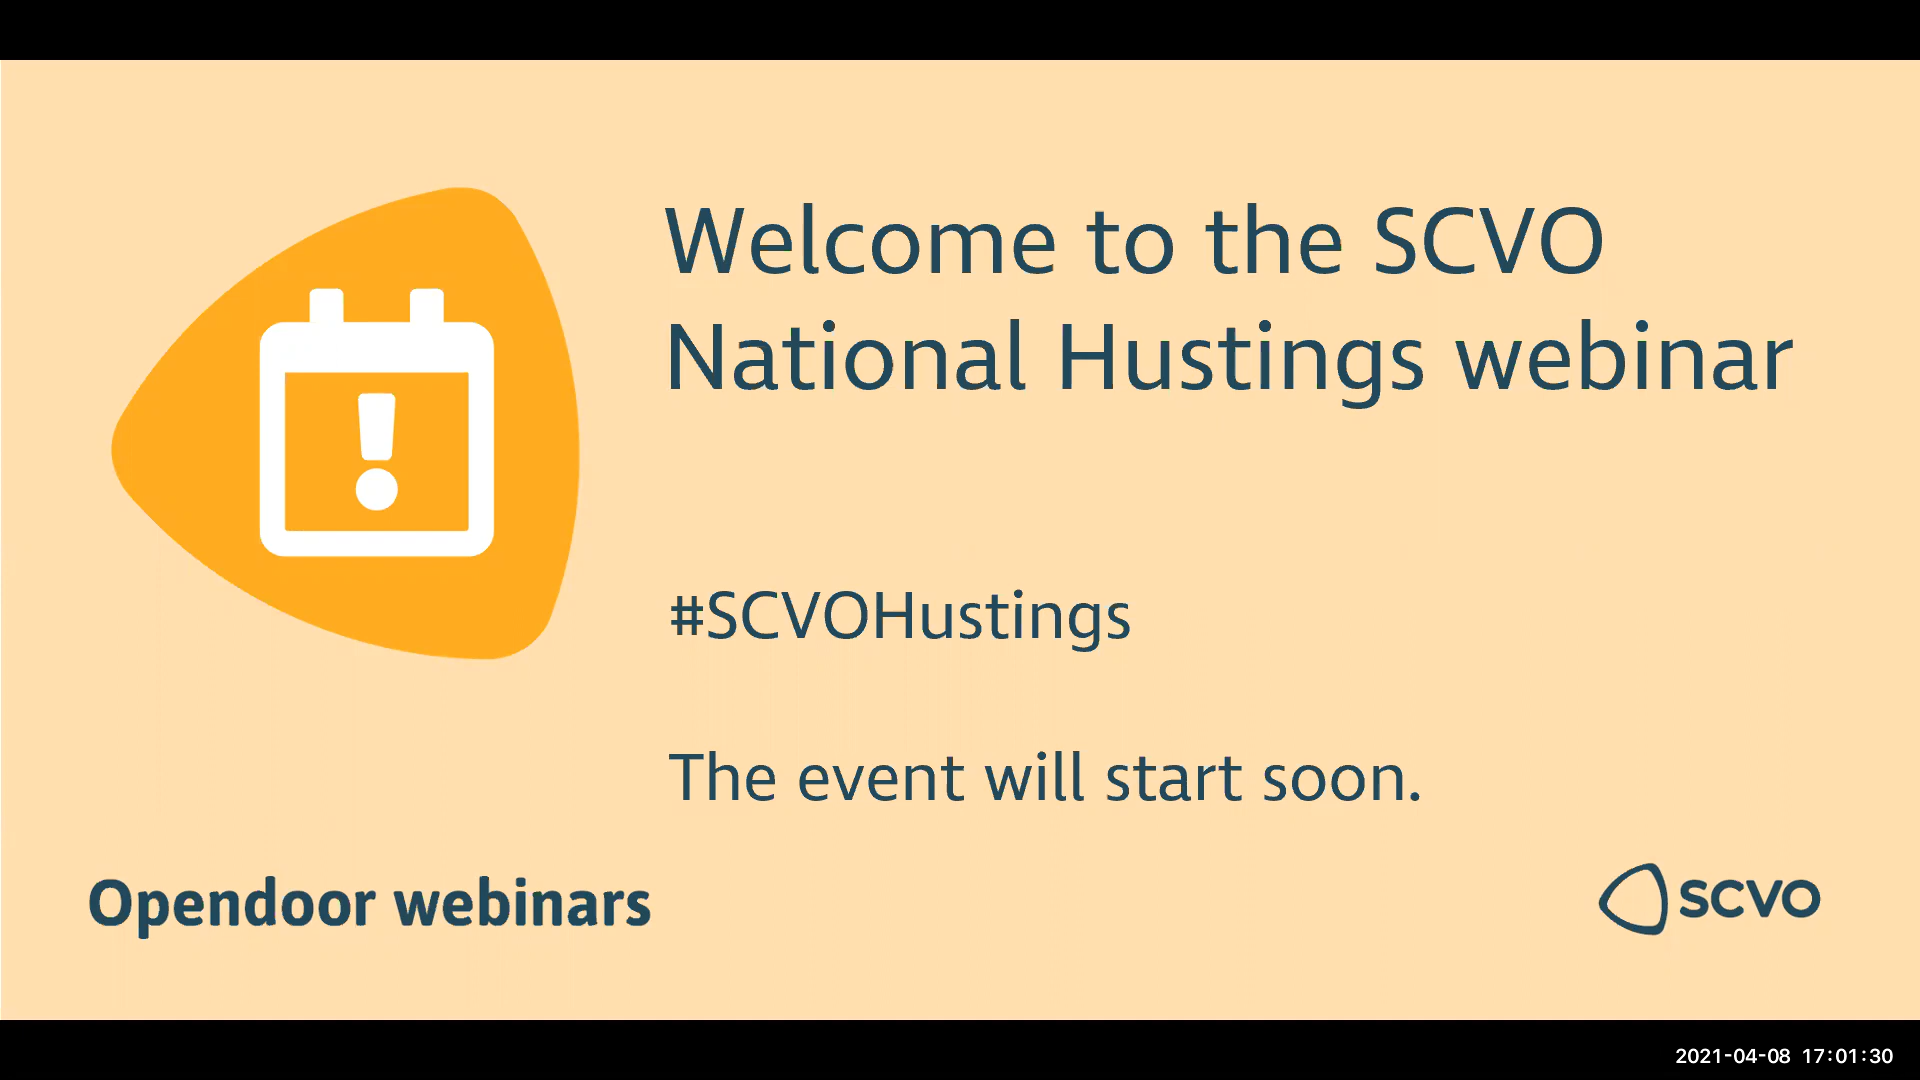 Welcome to the SCVO
National Hustings webinar
#SCVOHustings
The event will start soon.
Opendoor webinars
SCVO
2021-04-08 17:01:30